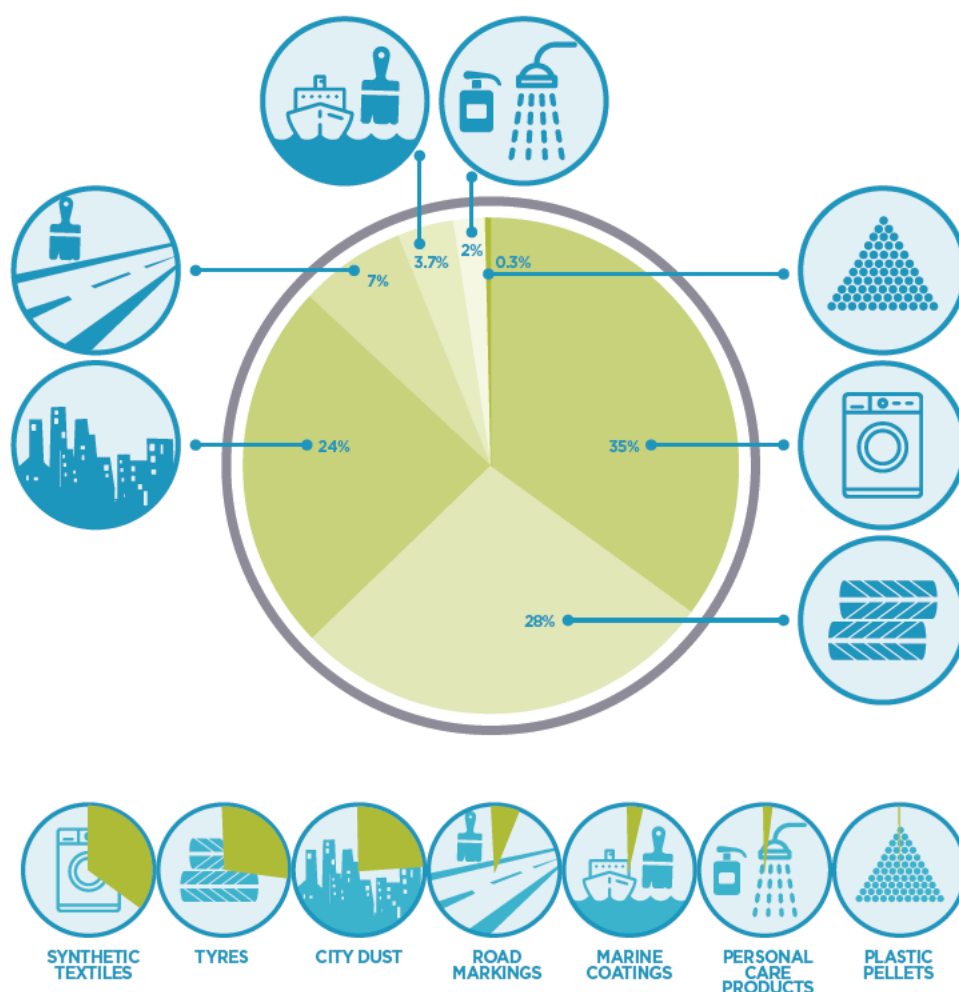 3.7%
2%
0.3%
7%
24%
35%
28%
SYNTHETIC
TEXTILES
TYRES
CITY DUST
ROAD
MARKINGS
MARINE
COATINGS
PERSONAL
CARE
PRODUCTS
PLASTIC
PELLETS